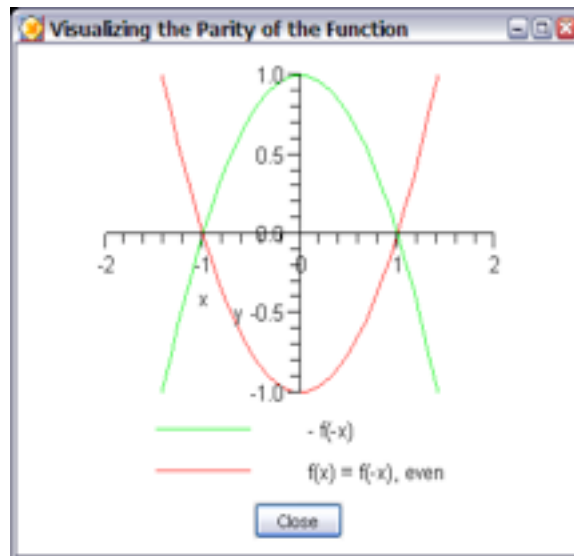 Visualizing the Parity of the Function
1.0
0.5
0.0
-2 -1 0 1 2
x
y -0.5
-1.0
- f(-x)
f(x) = f(-x), even
Close